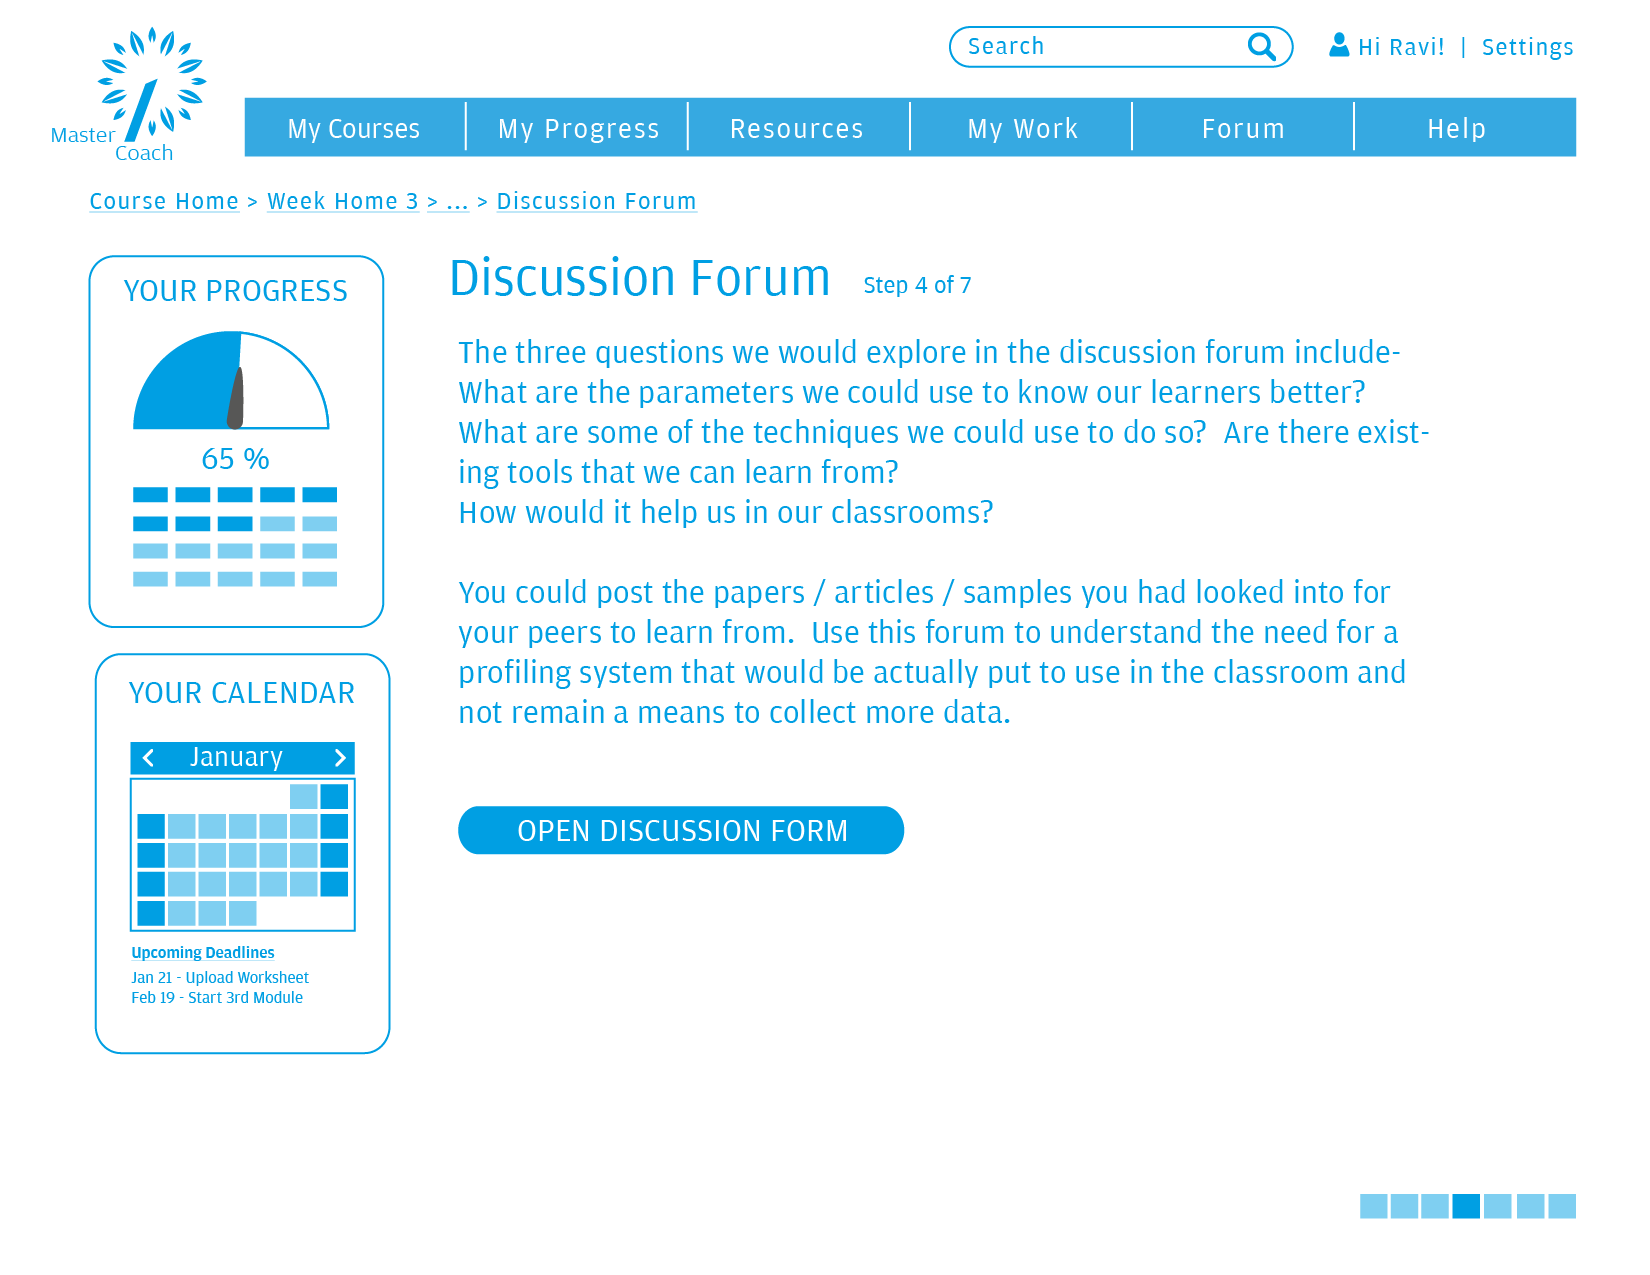 Master
Coach
Search
Hi Ravi! | Settings
My Courses
My Progress
Resources
My Work
Forum
Help
Course Home > Week Home 3 > ... > Discussion Forum
YOUR PROGRESS
65 %
YOUR CALENDAR
January
Upcoming Deadlines
Jan 21 - Upload Worksheet
Feb 19 - Start 3rd Module
Discussion Forum
Step 4 of 7
The three questions we would explore in the discussion forum include-
What are the parameters we could use to know our learners better?
What are some of the techniques we could use to do so?  Are there exist-
ing tools that we can learn from?
How would it help us in our classrooms?
You could post the papers / articles / samples you had looked into for
your peers to learn from.  Use this forum to understand the need for a
profiling system that would be actually put to use in the classroom and
not remain a means to collect more data.
OPEN DISCUSSION FORM